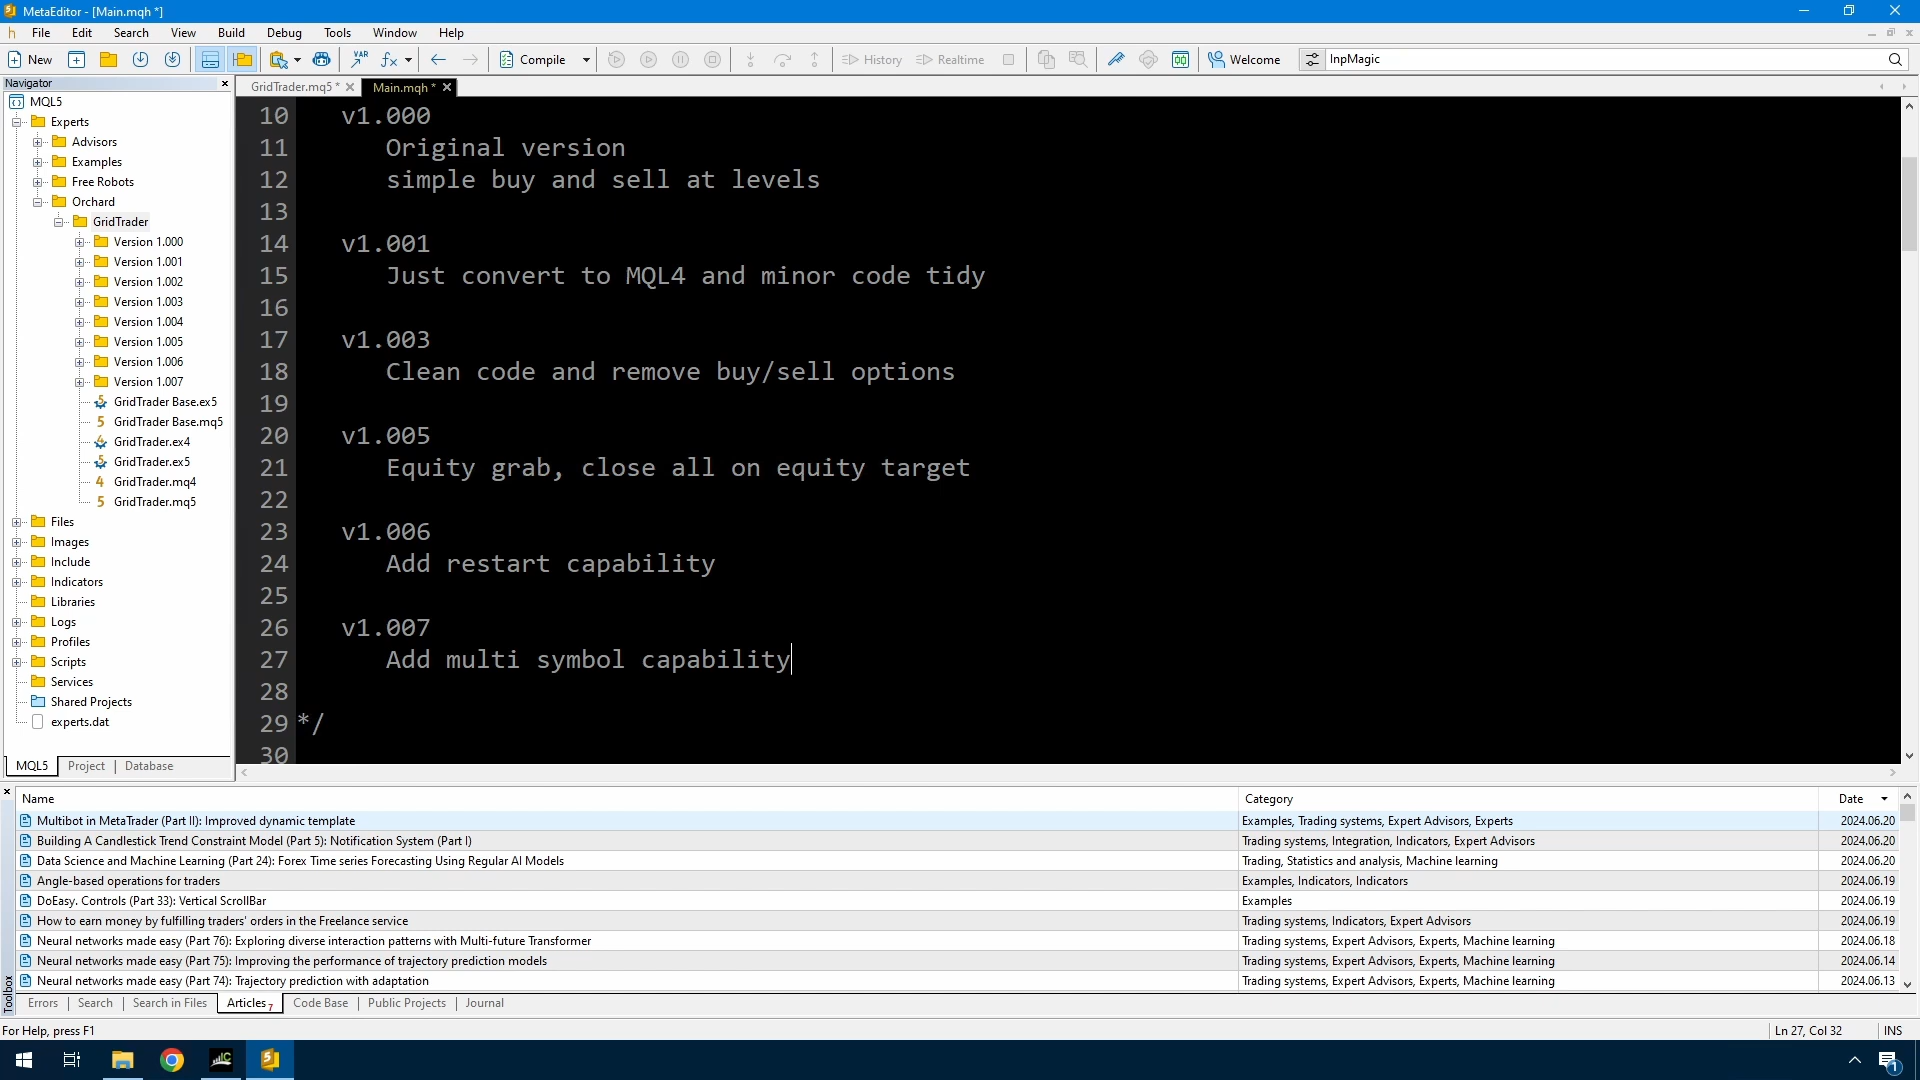 MetaEditor - [Main.mqh *]
File Edit Search View Build Debug Tools Window Help
New VAR fx Compile History Realtime Welcome InpMagic
Navigator
GridTrader.mq5 * Main.mqh *
MQL5
Experts
Advisors
Examples
Free Robots
Orchard
GridTrader
Version 1.000
Version 1.001
Version 1.002
Version 1.003
Version 1.004
Version 1.005
Version 1.006
Version 1.007
GridTrader Base.ex5
GridTrader Base.mq5
GridTrader.ex4
GridTrader.ex5
GridTrader.mq4
GridTrader.mq5
Files
Images
Include
Indicators
Libraries
Logs
Profiles
Scripts
Services
Shared Projects
experts.dat
MQL5 Project Database
10 v1.000
11 Original version
12 simple buy and sell at levels
13
14 v1.001
15 Just convert to MQL4 and minor code tidy
16
17 v1.003
18 Clean code and remove buy/sell options
19
20 v1.005
21 Equity grab, close all on equity target
22
23 v1.006
24 Add restart capability
25
26 v1.007
27 Add multi symbol capability
28
29 */
30
Name Category Date
Multibot in MetaTrader (Part II): Improved dynamic template Examples, Trading systems, Expert Advisors, Experts 2024.06.20
Building A Candlestick Trend Constraint Model (Part 5): Notification System (Part I) Trading systems, Integration, Indicators, Expert Advisors 2024.06.20
Data Science and Machine Learning (Part 24): Forex Time series Forecasting Using Regular AI Models Trading, Statistics and analysis, Machine learning 2024.06.20
Angle-based operations for traders Examples, Indicators, Indicators 2024.06.19
DoEasy. Controls (Part 33): Vertical ScrollBar Examples 2024.06.19
How to earn money by fulfilling traders' orders in the Freelance service Trading systems, Indicators, Expert Advisors 2024.06.19
Neural networks made easy (Part 76): Exploring diverse interaction patterns with Multi-future Transformer Trading systems, Expert Advisors, Experts, Machine learning 2024.06.18
Neural networks made easy (Part 75): Improving the performance of trajectory prediction models Trading systems, Expert Advisors, Experts, Machine learning 2024.06.14
Neural networks made easy (Part 74): Trajectory prediction with adaptation Trading systems, Expert Advisors, Experts, Machine learning 2024.06.13
Toolbox
Errors Search Search in Files Articles 7 Code Base Public Projects Journal
For Help, press F1 Ln 27, Col 32 INS
1